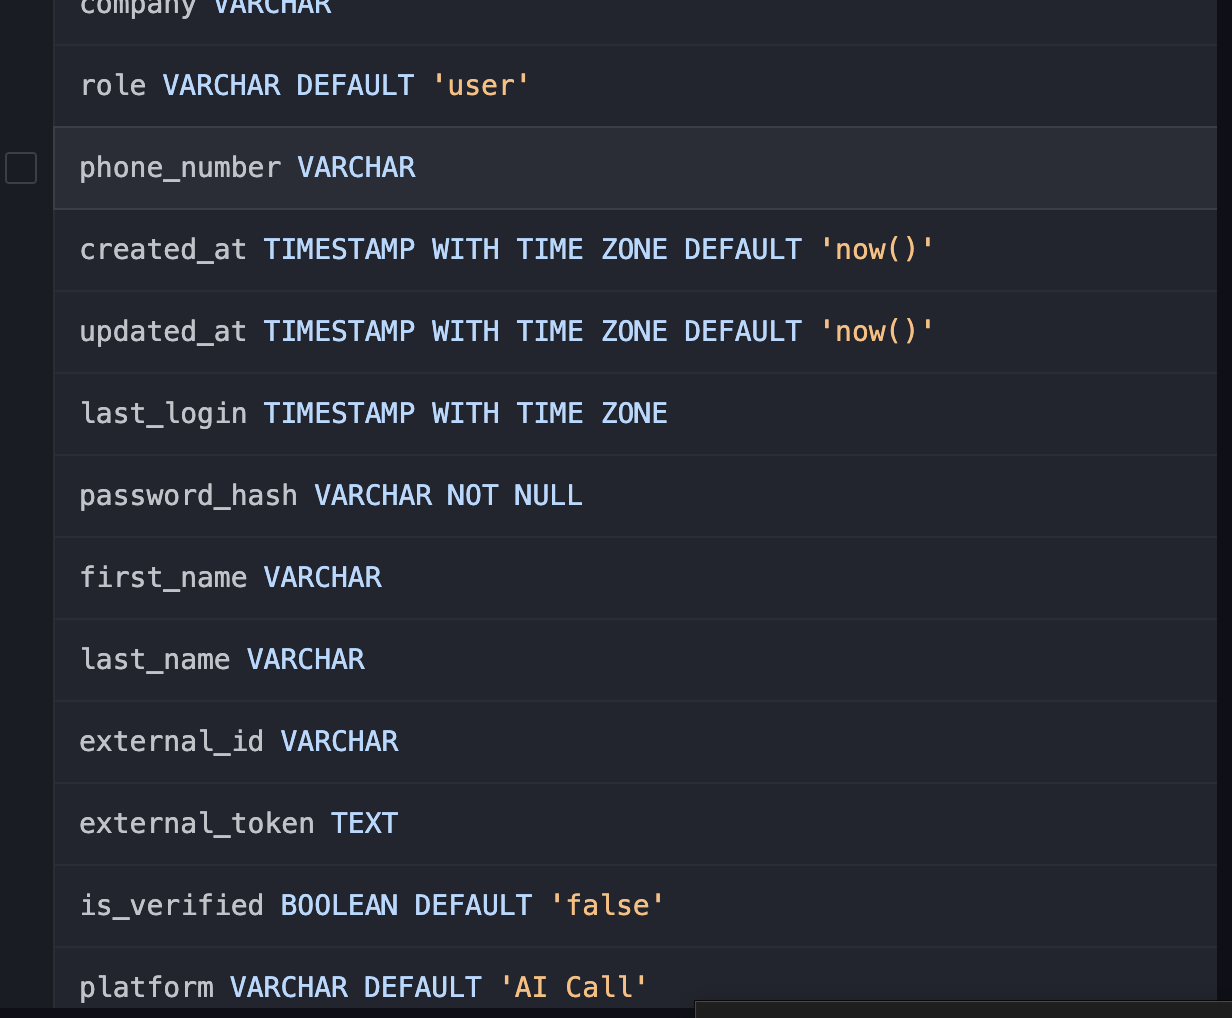 company VARCHAR
role VARCHAR DEFAULT 'user'
phone_number VARCHAR
created_at TIMESTAMP WITH TIME ZONE DEFAULT 'now()'
updated_at TIMESTAMP WITH TIME ZONE DEFAULT 'now()'
last_login TIMESTAMP WITH TIME ZONE
password_hash VARCHAR NOT NULL
first_name VARCHAR
last_name VARCHAR
external_id VARCHAR
external_token TEXT
is_verified BOOLEAN DEFAULT 'false'
platform VARCHAR DEFAULT 'AI Call'